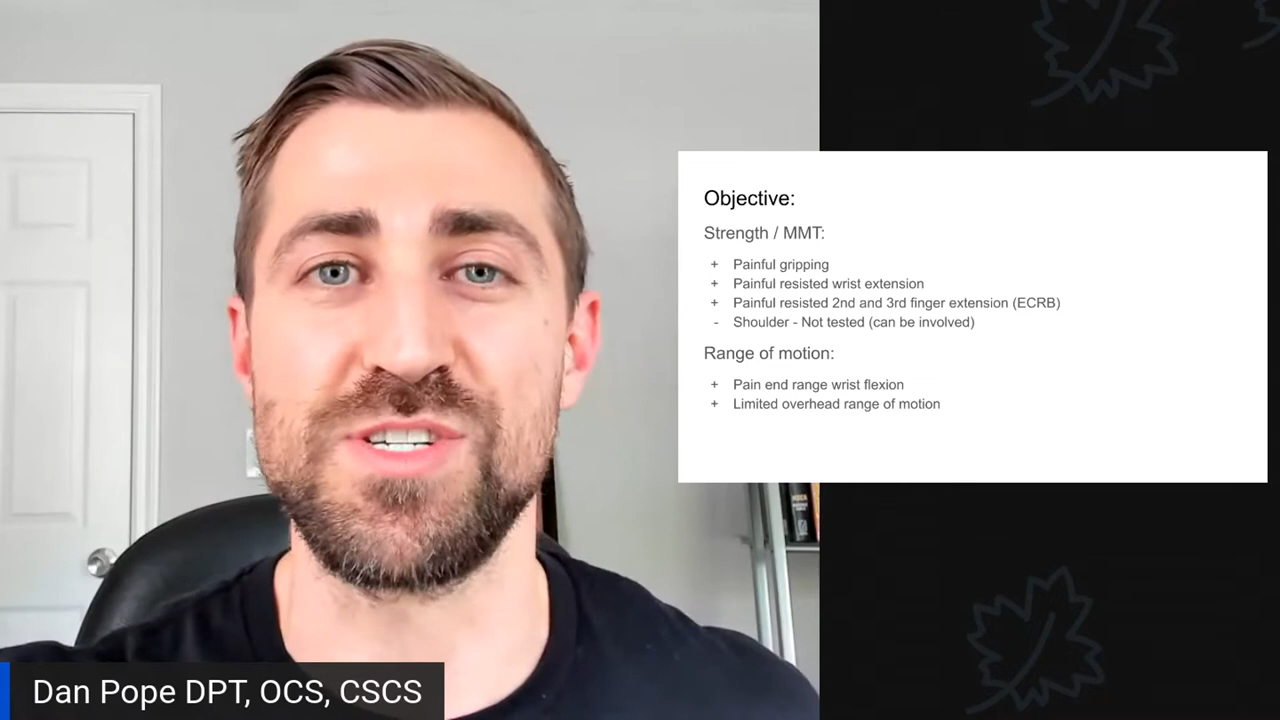 Objective:
Strength / MMT:
+ Painful gripping
+ Painful resisted wrist extension
+ Painful resisted 2nd and 3rd finger extension (ECRB)
- Shoulder - Not tested (can be involved)
Range of motion:
+ Pain end range wrist flexion
+ Limited overhead range of motion
Dan Pope DPT, OCS, CSCS